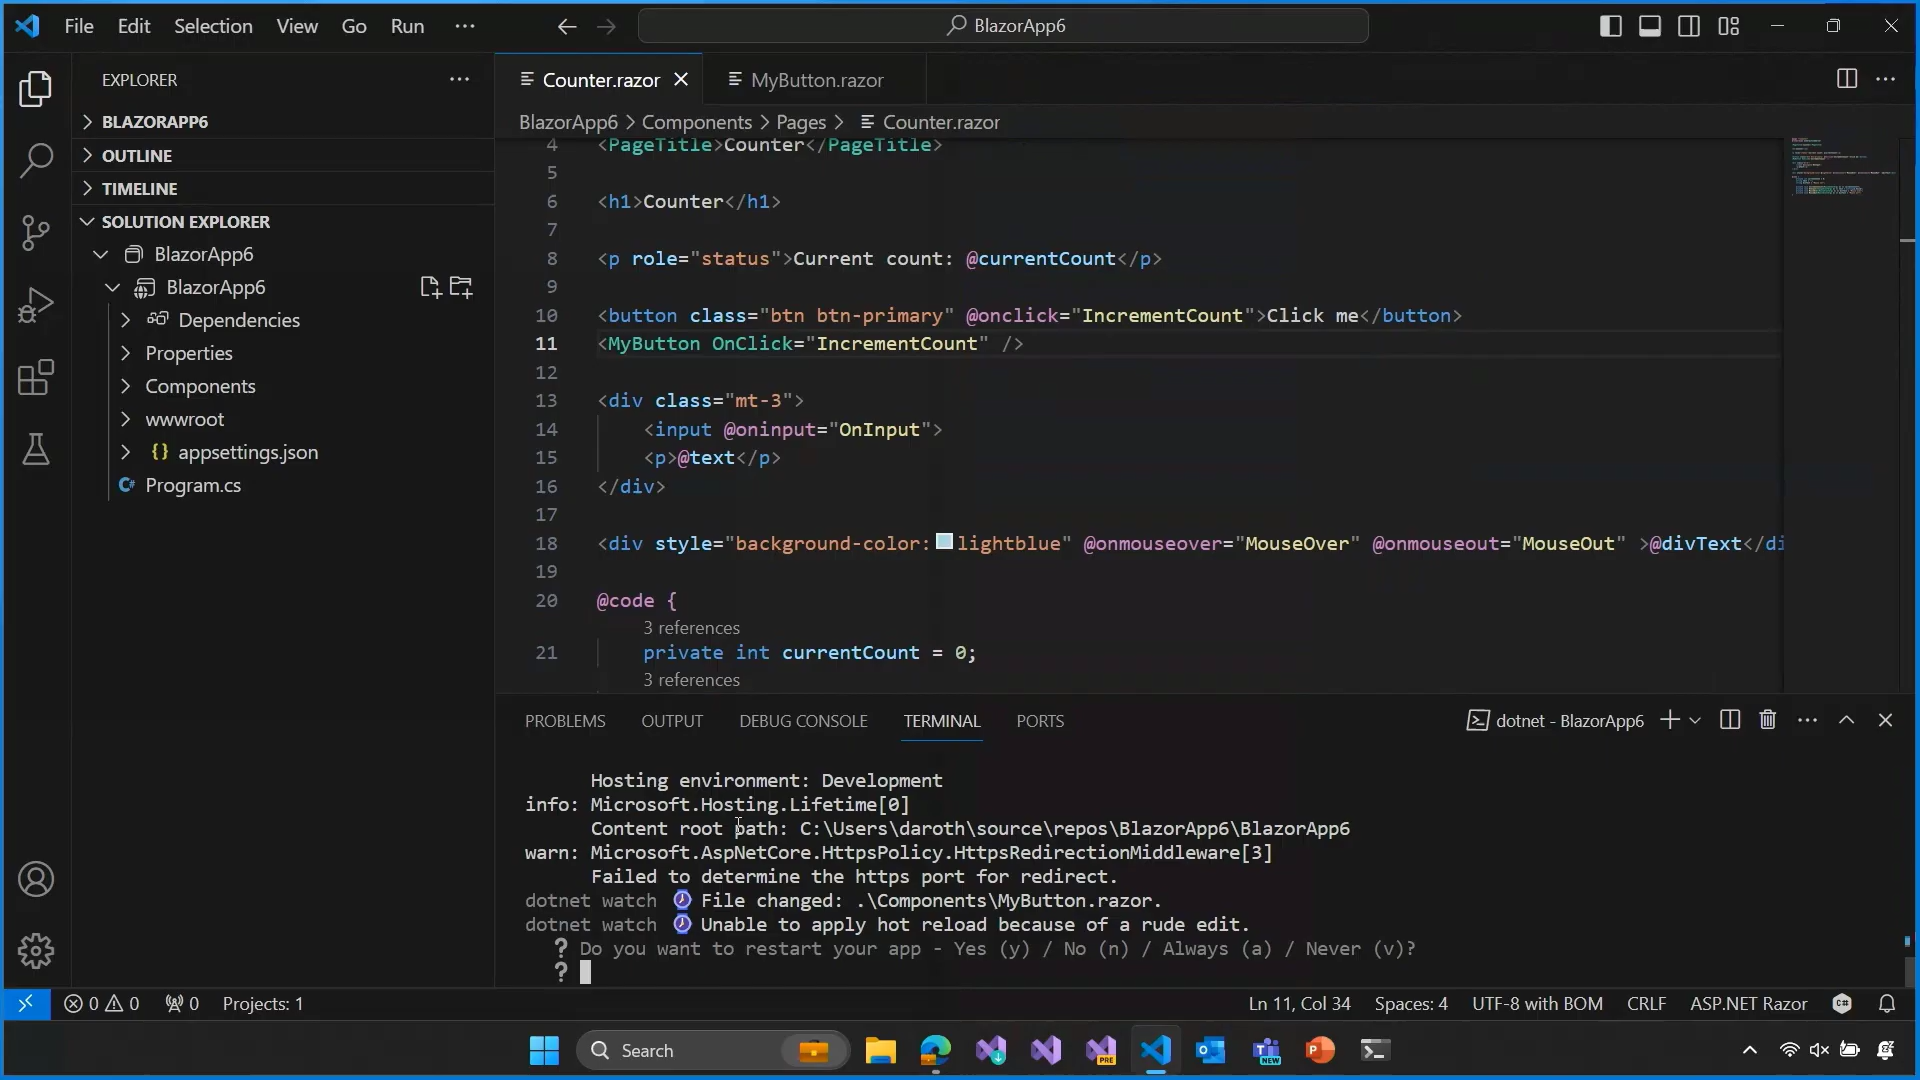 File Edit Selection View Go Run ···
BlazorApp6
EXPLORER
BLAZORAPP6
OUTLINE
TIMELINE
SOLUTION EXPLORER
BlazorApp6
BlazorApp6
Dependencies
Properties
Components
wwwroot
{} appsettings.json
C# Program.cs
Counter.razor MyButton.razor
BlazorApp6 > Components > Pages > Counter.razor
4 <PageTitle>Counter</PageTitle>
5
6 <h1>Counter</h1>
7
8 <p role="status">Current count: @currentCount</p>
9
10 <button class="btn btn-primary" @onclick="IncrementCount">Click me</button>
11 <MyButton OnClick="IncrementCount" />
12
13 <div class="mt-3">
14 <input @oninput="OnInput">
15 <p>@text</p>
16 </div>
17
18 <div style="background-color:lightblue" @onmouseover="MouseOver" @onmouseout="MouseOut" >@divText</di
19
20 @code {
3 references
21 private int currentCount = 0;
3 references
PROBLEMS OUTPUT DEBUG CONSOLE TERMINAL PORTS
dotnet - BlazorApp6
Hosting environment: Development
info: Microsoft.Hosting.Lifetime[0]
Content root path: C:\Users\daroth\source\repos\BlazorApp6\BlazorApp6
warn: Microsoft.AspNetCore.HttpsPolicy.HttpsRedirectionMiddleware[3]
Failed to determine the https port for redirect.
dotnet watch File changed: .\Components\MyButton.razor.
dotnet watch Unable to apply hot reload because of a rude edit.
? Do you want to restart your app - Yes (y) / No (n) / Always (a) / Never (v)?
?
0 0 0 Projects: 1
Ln 11, Col 34 Spaces: 4 UTF-8 with BOM CRLF ASP.NET Razor
Search
PRE
NEW